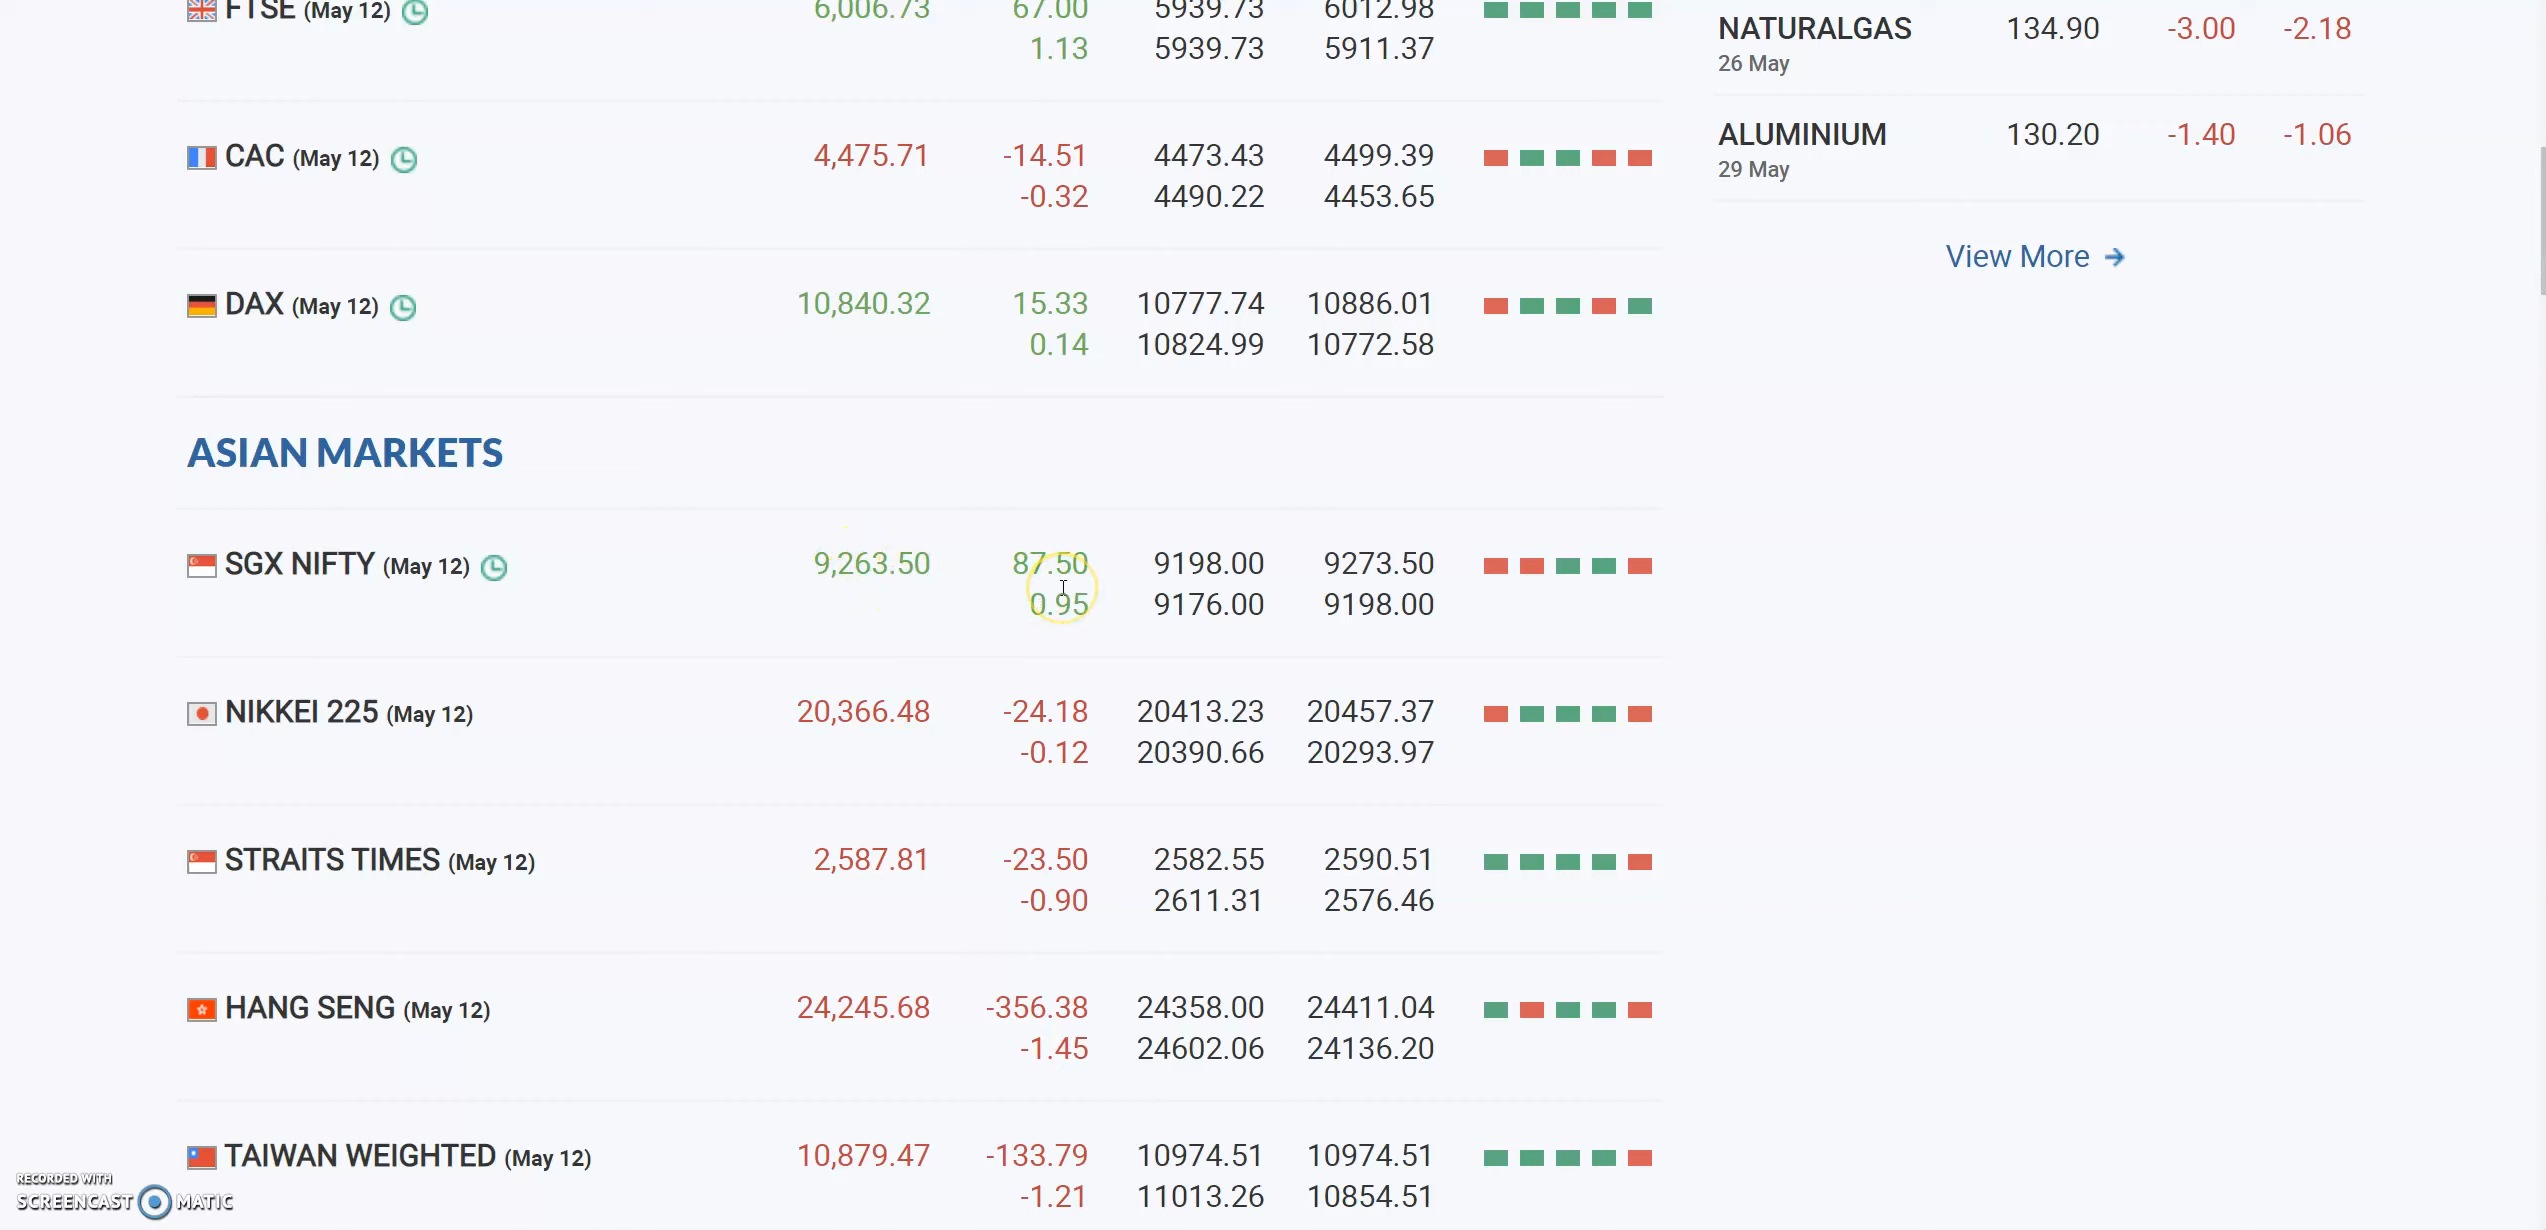 FTSE (May 12) 6,006.73 67.00 5939.73 6012.98
1.13 5939.73 5911.37
CAC (May 12) 4,475.71 -14.51 4473.43 4499.39
-0.32 4490.22 4453.65
DAX (May 12) 10,840.32 15.33 10777.74 10886.01
0.14 10824.99 10772.58
ASIAN MARKETS
SGX NIFTY (May 12) 9,263.50 87.50 9198.00 9273.50
0.95 9176.00 9198.00
NIKKEI 225 (May 12) 20,366.48 -24.18 20413.23 20457.37
-0.12 20390.66 20293.97
STRAITS TIMES (May 12) 2,587.81 -23.50 2582.55 2590.51
-0.90 2611.31 2576.46
HANG SENG (May 12) 24,245.68 -356.38 24358.00 24411.04
-1.45 24602.06 24136.20
TAIWAN WEIGHTED (May 12) 10,879.47 -133.79 10974.51 10974.51
-1.21 11013.26 10854.51
NATURALGAS 134.90 -3.00 -2.18
26 May
ALUMINIUM 130.20 -1.40 -1.06
29 May
View More
RECORDED WITH
SCREENCAST MATIC